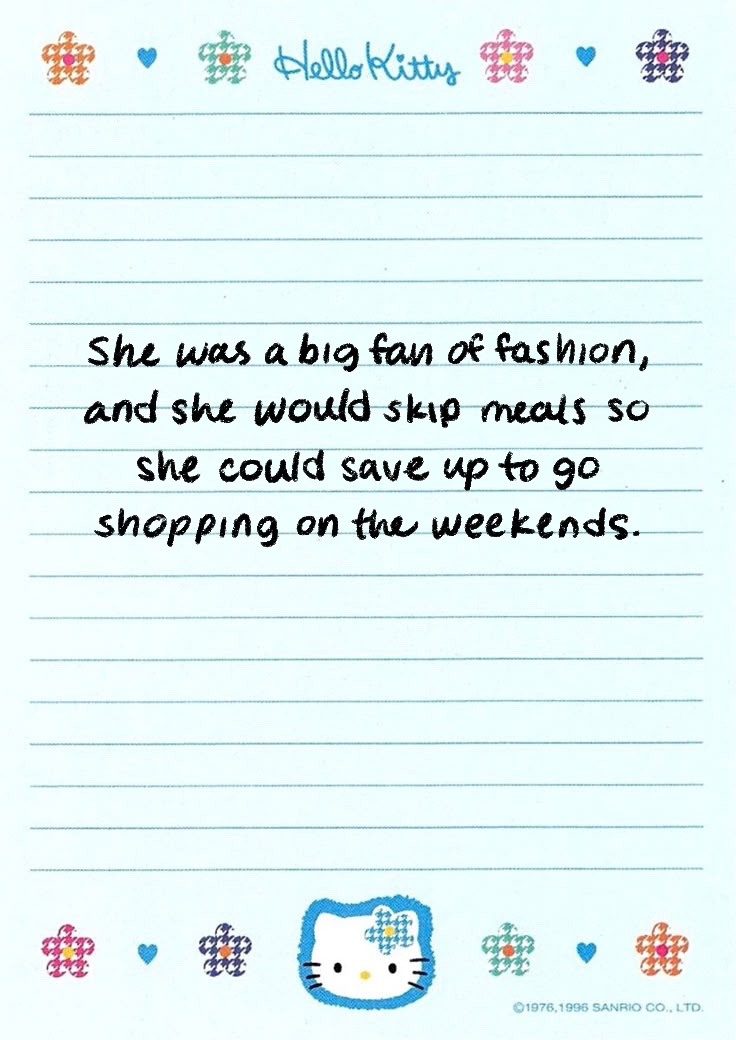 Hello Kitty
She was a big fan of fashion,
and she would skip meals so
she could save up to go
shopping on the weekends.
©1976,1996 SANRIO CO., LTD.